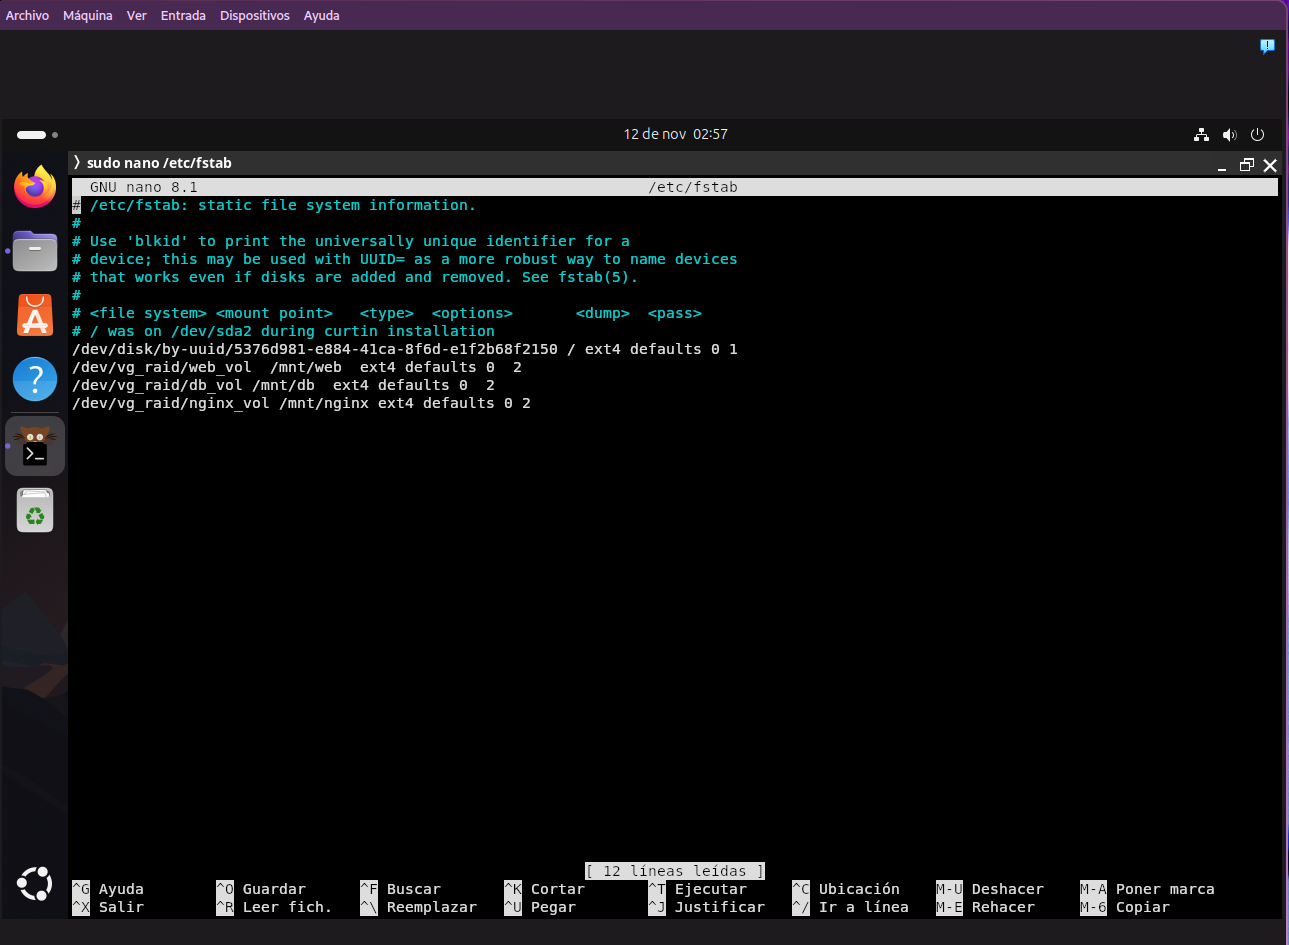 Archivo Máquina Ver Entrada Dispositivos Ayuda
12 de nov 02:57
❭ sudo nano /etc/fstab
GNU nano 8.1 /etc/fstab
# /etc/fstab: static file system information.
#
# Use 'blkid' to print the universally unique identifier for a
# device; this may be used with UUID= as a more robust way to name devices
# that works even if disks are added and removed. See fstab(5).
#
# <file system> <mount point>   <type>  <options>       <dump>  <pass>
# / was on /dev/sda2 during curtin installation
/dev/disk/by-uuid/5376d981-e884-41ca-8f6d-e1f2b68f2150 / ext4 defaults 0 1
/dev/vg_raid/web_vol  /mnt/web  ext4 defaults 0  2
/dev/vg_raid/db_vol /mnt/db  ext4 defaults 0  2
/dev/vg_raid/nginx_vol /mnt/nginx ext4 defaults 0 2
[ 12 líneas leídas ]
^G Ayuda ^O Guardar ^F Buscar ^K Cortar ^T Ejecutar ^C Ubicación M-U Deshacer M-A Poner marca
^X Salir ^R Leer fich. ^\ Reemplazar ^U Pegar ^J Justificar ^/ Ir a línea M-E Rehacer M-6 Copiar